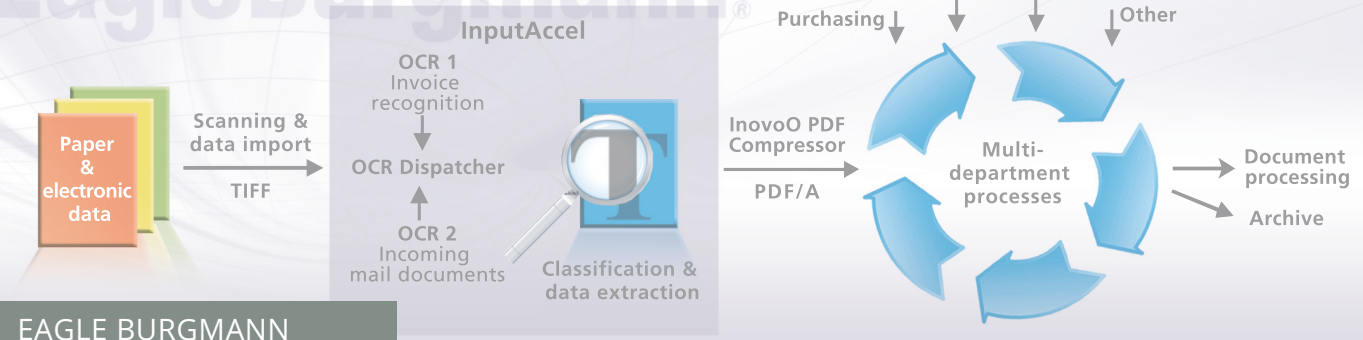 EagleBurgmann®
InputAccel
Purchasing
Other
OCR 1
Invoice
recognition
Paper
&
electronic
data
Scanning &
data import
TIFF
OCR Dispatcher
OCR 2
Incoming
mail documents
T
Classification &
data extraction
InovoO PDF
Compressor
PDF/A
Multi-
department
processes
Document
processing
Archive
EAGLE BURGMANN